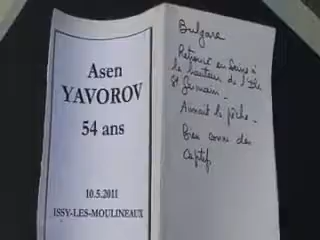 Asen
YAVOROV
54 ans
10.5.2011
ISSY-LES-MOULINEAUX
Bulgare
Retrouvé en Seine à
la hauteur de l'Ile
St Germain -
Aimait la pêche -
Bien connu des
Captifs